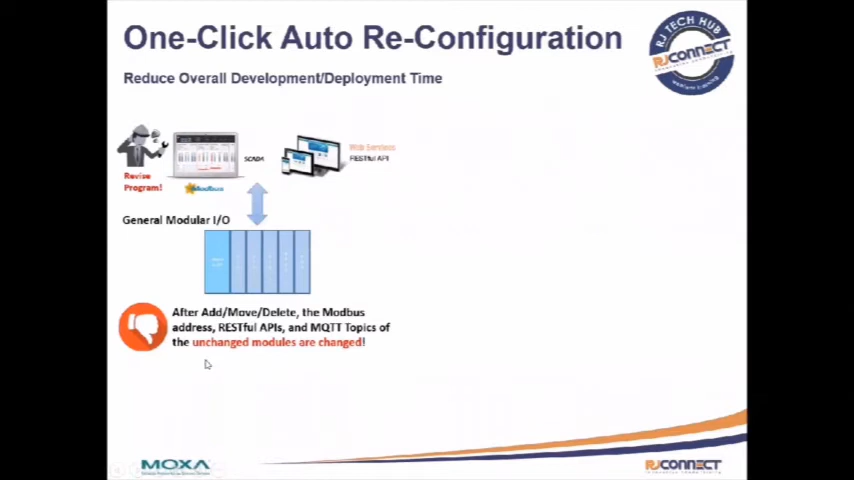 One-Click Auto Re-Configuration
Reduce Overall Development/Deployment Time
RJ TECH HUB
RJCONNECT
Revise
Program!
Modbus
SCADA
Web Services
RESTful API
General Modular I/O
After Add/Move/Delete, the Modbus
address, RESTful APIs, and MQTT Topics of
the unchanged modules are changed!
MOXA
RJCONNECT